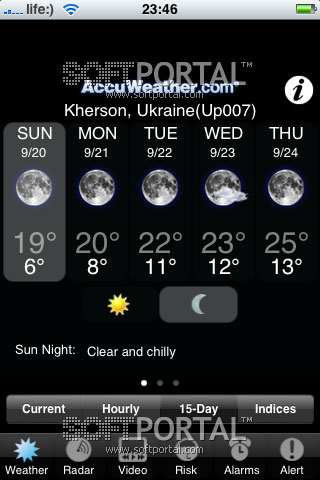 life:) 23:46
SOFTPORTAL™
AccuWeather.com®
www.softportal.com
Kherson, Ukraine(Up007)
SUN MON TUE WED THU
9/20 9/21 9/22 9/23 9/24
19° 20° 22° 23° 25°
6° 8° 11° 12° 13°
Sun Night: Clear and chilly
Current Hourly 15-Day Indices
SOFTPORTAL™
www.softportal.com
Weather Radar Video Risk Alarms Alert